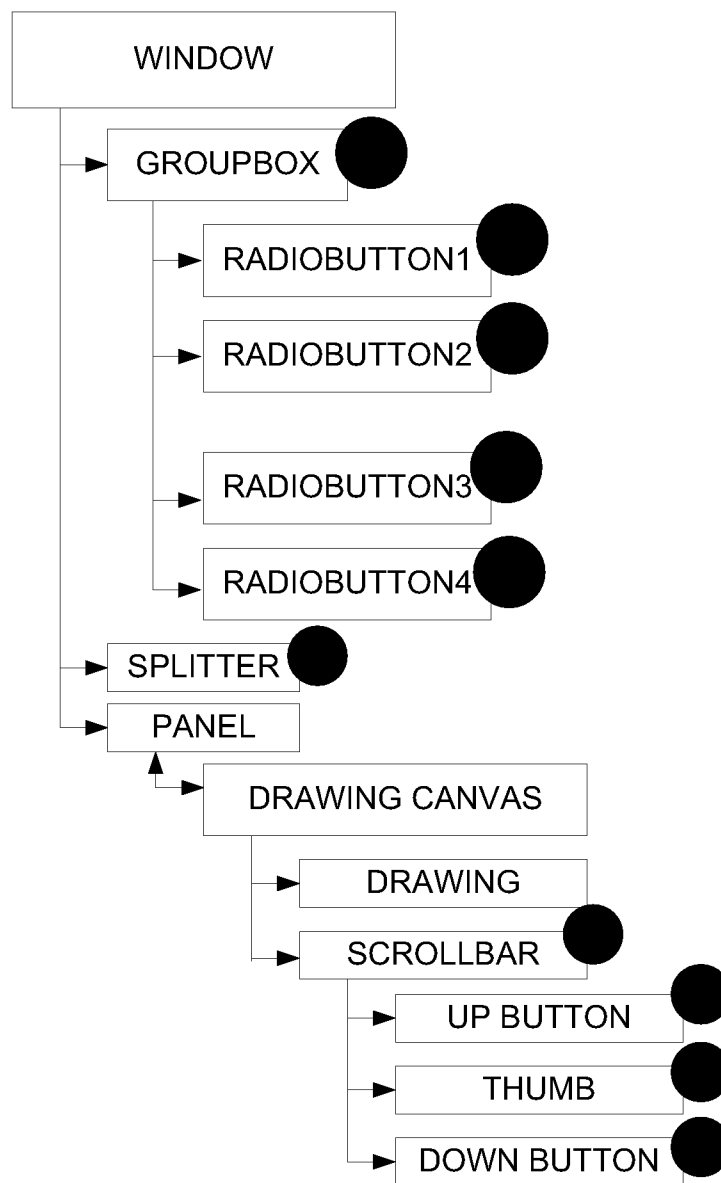 WINDOW
GROUPBOX
RADIOBUTTON1
RADIOBUTTON2
RADIOBUTTON3
RADIOBUTTON4
SPLITTER
PANEL
DRAWING CANVAS
DRAWING
SCROLLBAR
UP BUTTON
THUMB
DOWN BUTTON